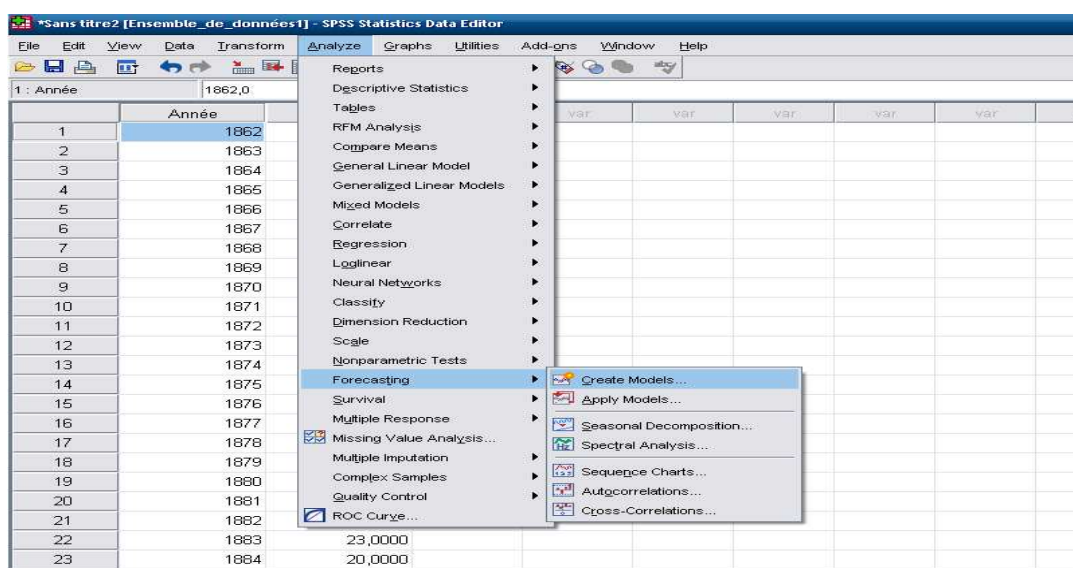 *Sans titre2 [Ensemble_de_données1] - SPSS Statistics Data Editor
File Edit View Data Transform Analyze Graphs Utilities Add-ons Window Help
1 : Année 1862,0
Année var var var var var
1 1862
2 1863
3 1864
4 1865
5 1866
6 1867
7 1868
8 1869
9 1870
10 1871
11 1872
12 1873
13 1874
14 1875
15 1876
16 1877
17 1878
18 1879
19 1880
20 1881
21 1882
22 1883 23,0000
23 1884 20,0000
Reports
Descriptive Statistics
Tables
RFM Analysis
Compare Means
General Linear Model
Generalized Linear Models
Mixed Models
Correlate
Regression
Loglinear
Neural Networks
Classify
Dimension Reduction
Scale
Nonparametric Tests
Forecasting
Survival
Multiple Response
Missing Value Analysis...
Multiple Imputation
Complex Samples
Quality Control
ROC Curve...
Create Models...
Apply Models...
Seasonal Decomposition...
Spectral Analysis...
Sequence Charts...
Autocorrelations...
Cross-Correlations...